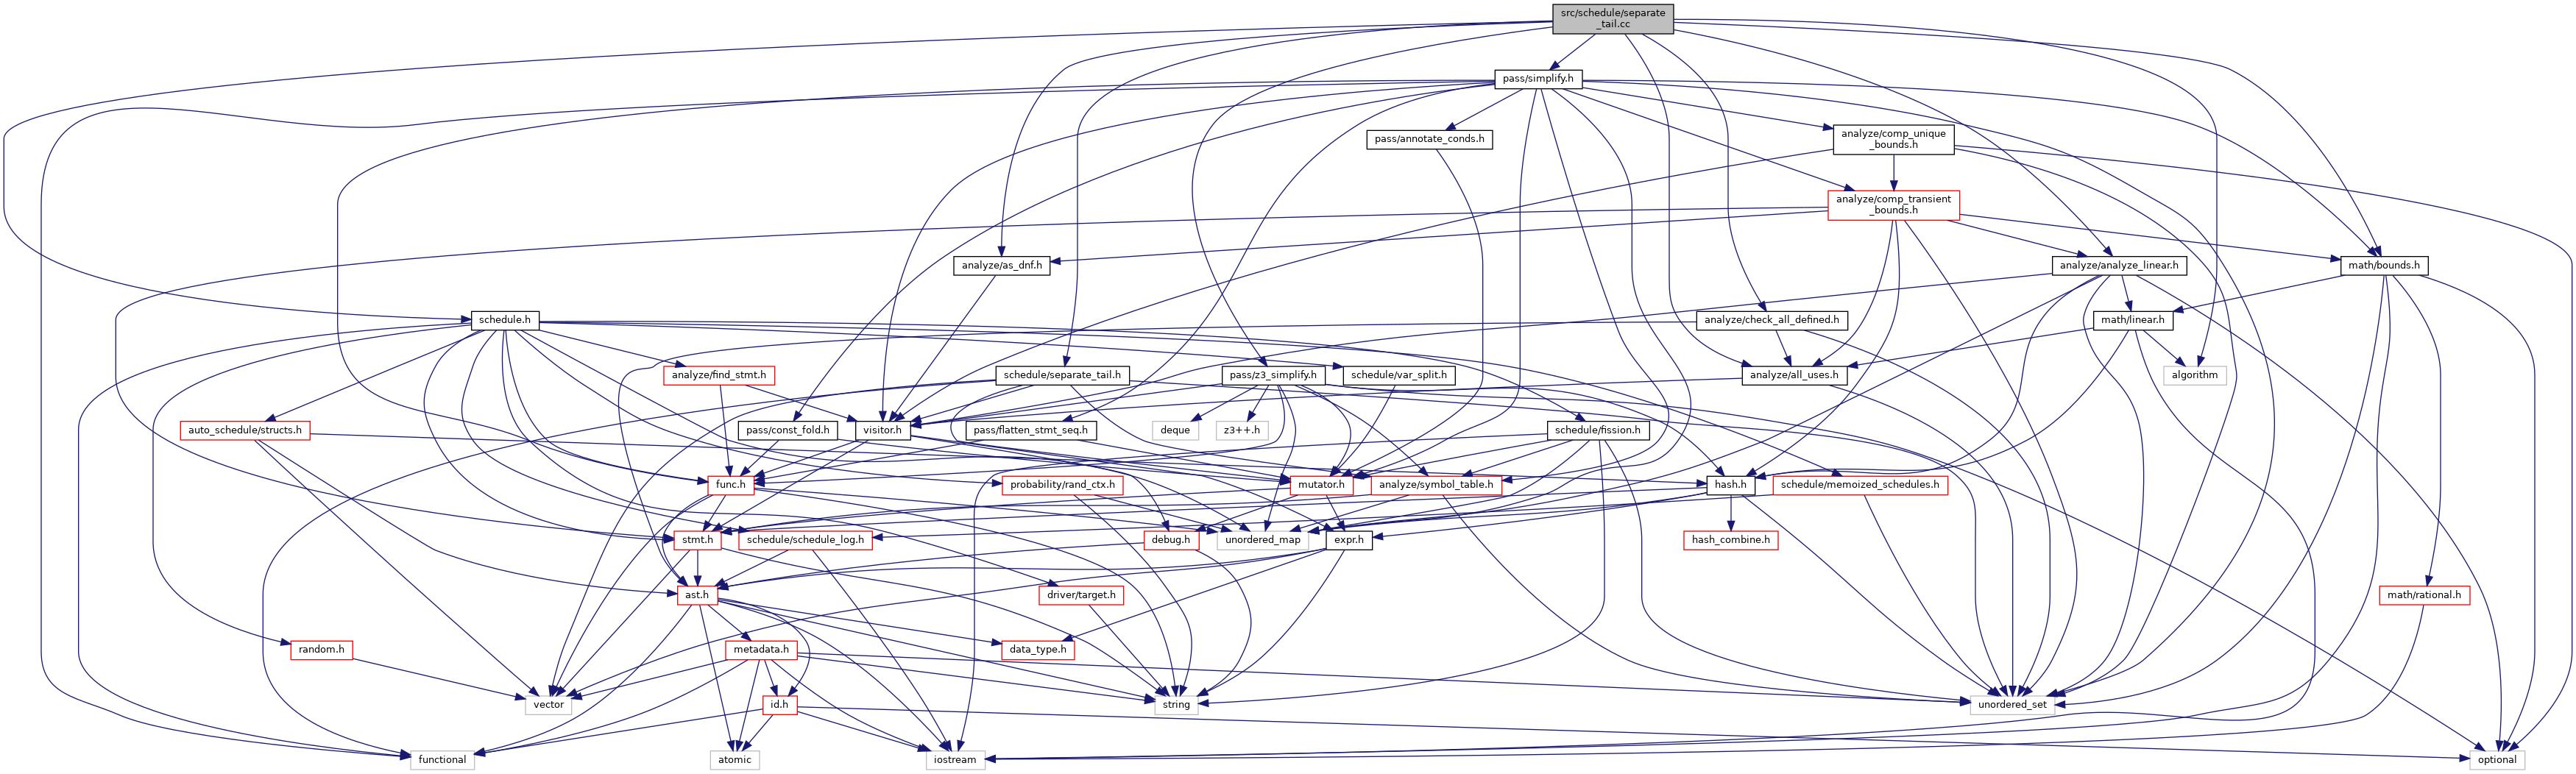 src/schedule/separate
_tail.cc
pass/simplify.h
pass/annotate_conds.h
analyze/comp_unique
_bounds.h
analyze/comp_transient
_bounds.h
analyze/as_dnf.h
analyze/analyze_linear.h
math/bounds.h
schedule.h
analyze/check_all_defined.h
math/linear.h
analyze/find_stmt.h
schedule/separate_tail.h
pass/z3_simplify.h
schedule/var_split.h
analyze/all_uses.h
algorithm
auto_schedule/structs.h
pass/const_fold.h
visitor.h
pass/flatten_stmt_seq.h
deque
z3++.h
schedule/fission.h
func.h
probability/rand_ctx.h
mutator.h
analyze/symbol_table.h
hash.h
schedule/memoized_schedules.h
stmt.h
schedule/schedule_log.h
debug.h
unordered_map
expr.h
hash_combine.h
ast.h
driver/target.h
math/rational.h
random.h
metadata.h
data_type.h
vector
id.h
string
unordered_set
functional
atomic
iostream
optional